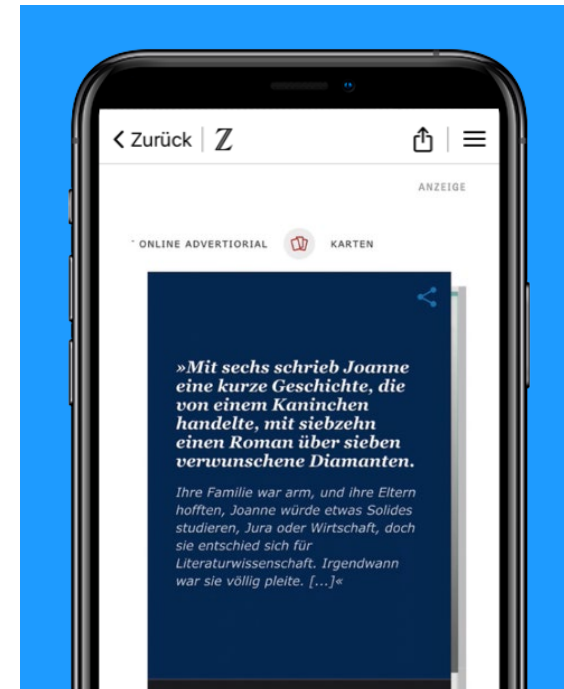 Zurück Z
ANZEIGE
ONLINE ADVERTIORIAL KARTEN
»Mit sechs schrieb Joanne
eine kurze Geschichte, die
von einem Kaninchen
handelte, mit siebzehn
einen Roman über sieben
verwunschene Diamanten.
Ihre Familie war arm, und ihre Eltern
hofften, Joanne würde etwas Solides
studieren, Jura oder Wirtschaft, doch
sie entschied sich für
Literaturwissenschaft. Irgendwann
war sie völlig pleite. [...]«